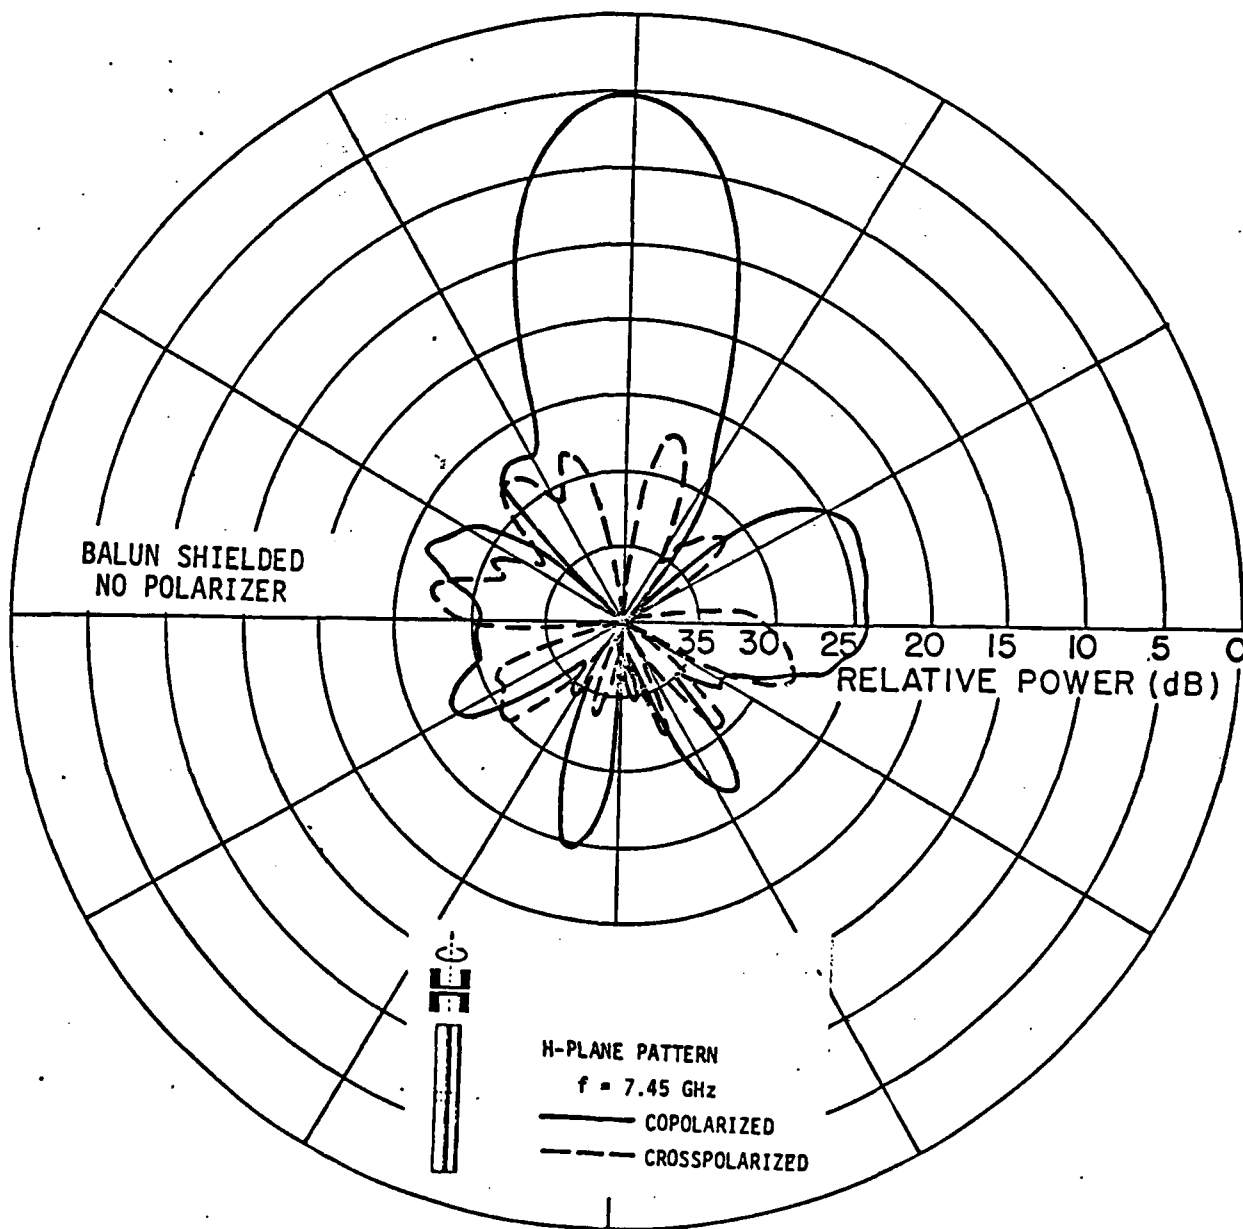 BALUN SHIELDED
NO POLARIZER
35 30 25 20 15 10 .5 0
RELATIVE POWER (dB)
H-PLANE PATTERN
f = 7.45 GHz
COPOLARIZED
CROSSPOLARIZED